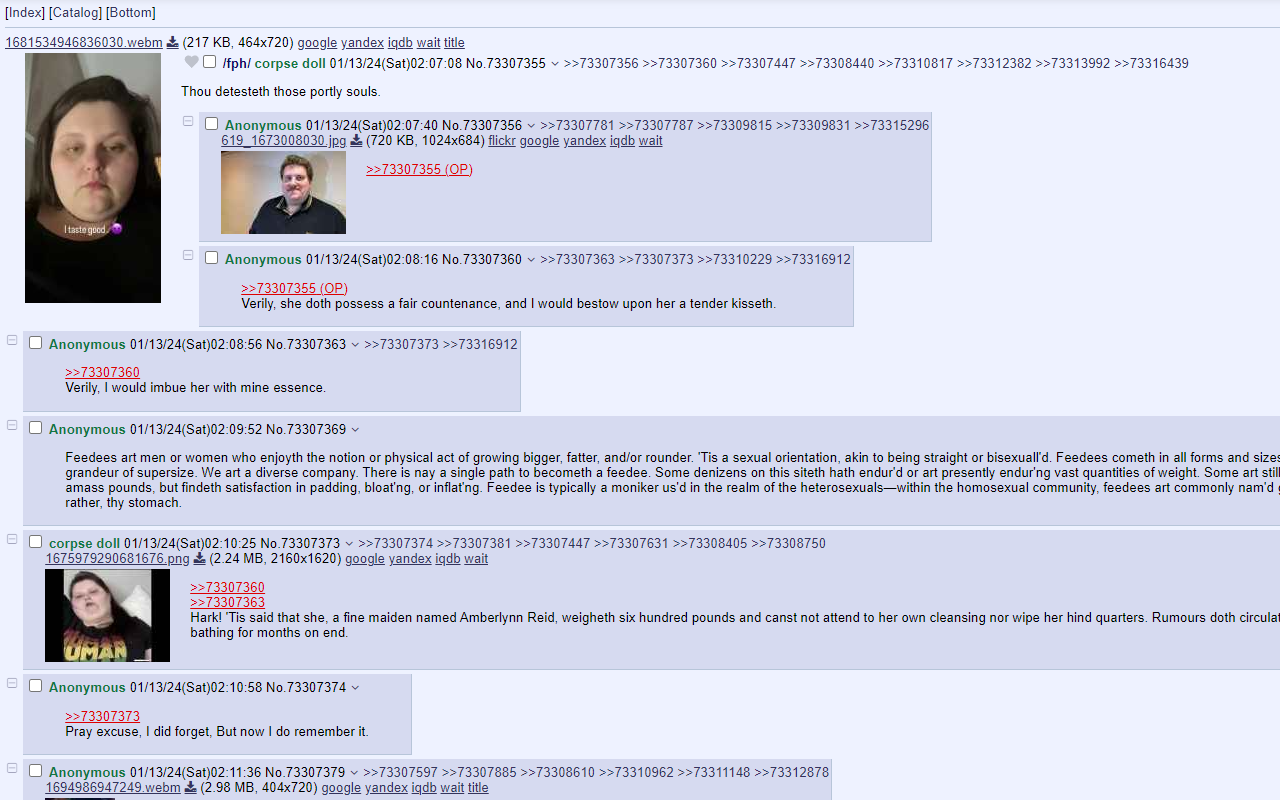 [Index] [Catalog] [Bottom]
1681534946836030.webm (217 KB, 464x720) google yandex iqdb wait title
I taste good 😈
/fph/ corpse doll 01/13/24(Sat)02:07:08 No.73307355 >>73307356 >>73307360 >>73307447 >>73308440 >>73310817 >>73312382 >>73313992 >>73316439
Thou detesteth those portly souls.
Anonymous 01/13/24(Sat)02:07:40 No.73307356 >>73307781 >>73307787 >>73309815 >>73309831 >>73315296
619_1673008030.jpg (720 KB, 1024x684) flickr google yandex iqdb wait
>>73307355 (OP)
Anonymous 01/13/24(Sat)02:08:16 No.73307360 >>73307363 >>73307373 >>73310229 >>73316912
>>73307355 (OP)
Verily, she doth possess a fair countenance, and I would bestow upon her a tender kisseth.
Anonymous 01/13/24(Sat)02:08:56 No.73307363 >>73307373 >>73316912
>>73307360
Verily, I would imbue her with mine essence.
Anonymous 01/13/24(Sat)02:09:52 No.73307369
Feedees art men or women who enjoyth the notion or physical act of growing bigger, fatter, and/or rounder. 'Tis a sexual orientation, akin to being straight or bisexuall'd. Feedees cometh in all forms and sizes
grandeur of supersize. We art a diverse company. There is nay a single path to becometh a feedee. Some denizens on this siteth hath endur'd or art presently endur'ng vast quantities of weight. Some art still
amass pounds, but findeth satisfaction in padding, bloat'ng, or inflat'ng. Feedee is typically a moniker us'd in the realm of the heterosexuals—within the homosexual community, feedees art commonly nam'd
rather, thy stomach.
corpse doll 01/13/24(Sat)02:10:25 No.73307373 >>73307374 >>73307381 >>73307447 >>73307631 >>73308405 >>73308750
1675979290681676.png (2.24 MB, 2160x1620) google yandex iqdb wait
UMAN
>>73307360
>>73307363
Hark! 'Tis said that she, a fine maiden named Amberlynn Reid, weigheth six hundred pounds and canst not attend to her own cleansing nor wipe her hind quarters. Rumours doth circulat
bathing for months on end.
Anonymous 01/13/24(Sat)02:10:58 No.73307374
>>73307373
Pray excuse, I did forget, But now I do remember it.
Anonymous 01/13/24(Sat)02:11:36 No.73307379 >>73307597 >>73307885 >>73308610 >>73310962 >>73311148 >>73312878
1694986947249.webm (2.98 MB, 404x720) google yandex iqdb wait title